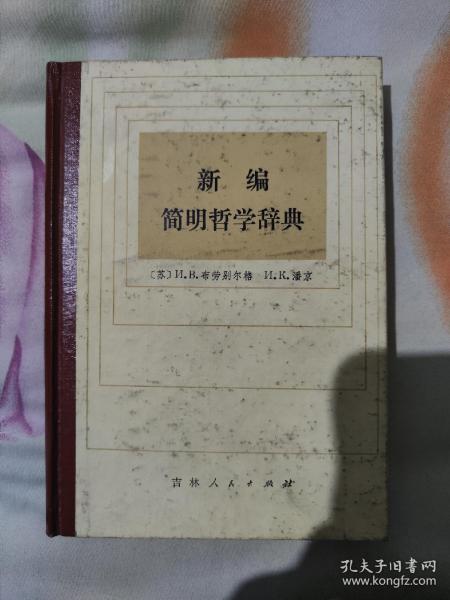 新编
简明哲学辞典
〔苏〕И.В.布劳别尔格 И.К.潘京
吉林人民出版社
孔夫子旧书网
www.kongfz.com